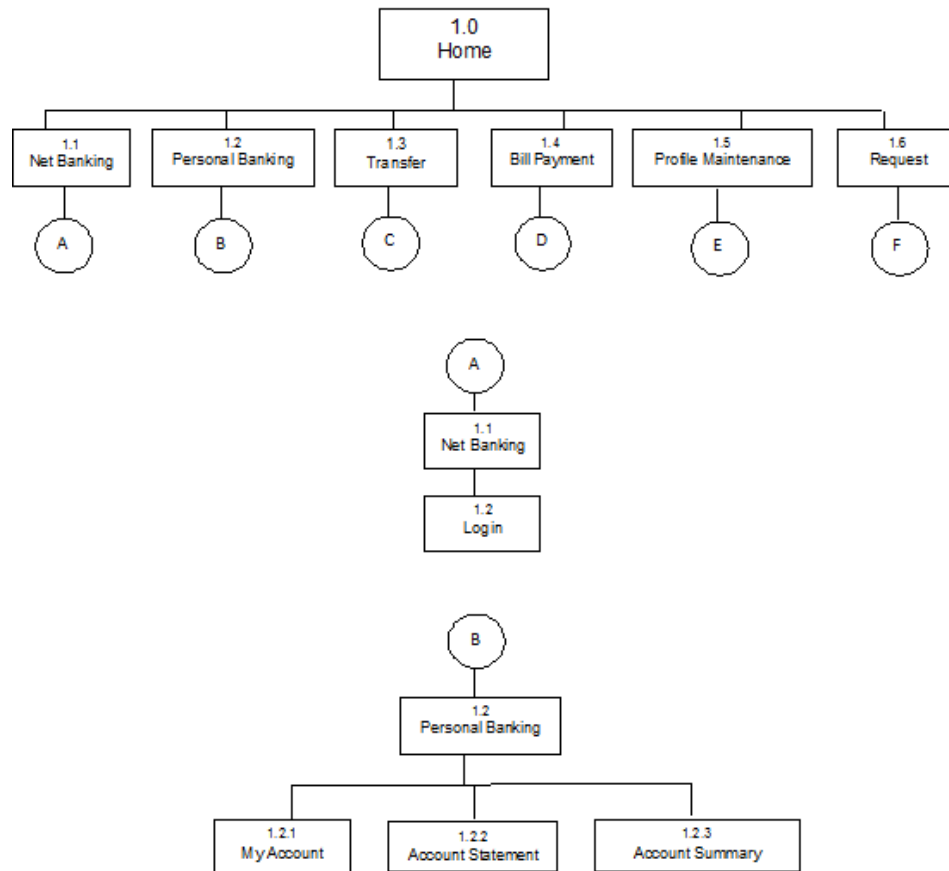 1.0
Home
1.1
Net Banking
1.2
Personal Banking
1.3
Transfer
1.4
Bill Payment
1.5
Profile Maintenance
1.6
Request
A
B
C
D
E
F
A
1.1
Net Banking
1.2
Login
B
1.2
Personal Banking
1.2.1
My Account
1.2.2
Account Statement
1.2.3
Account Summary